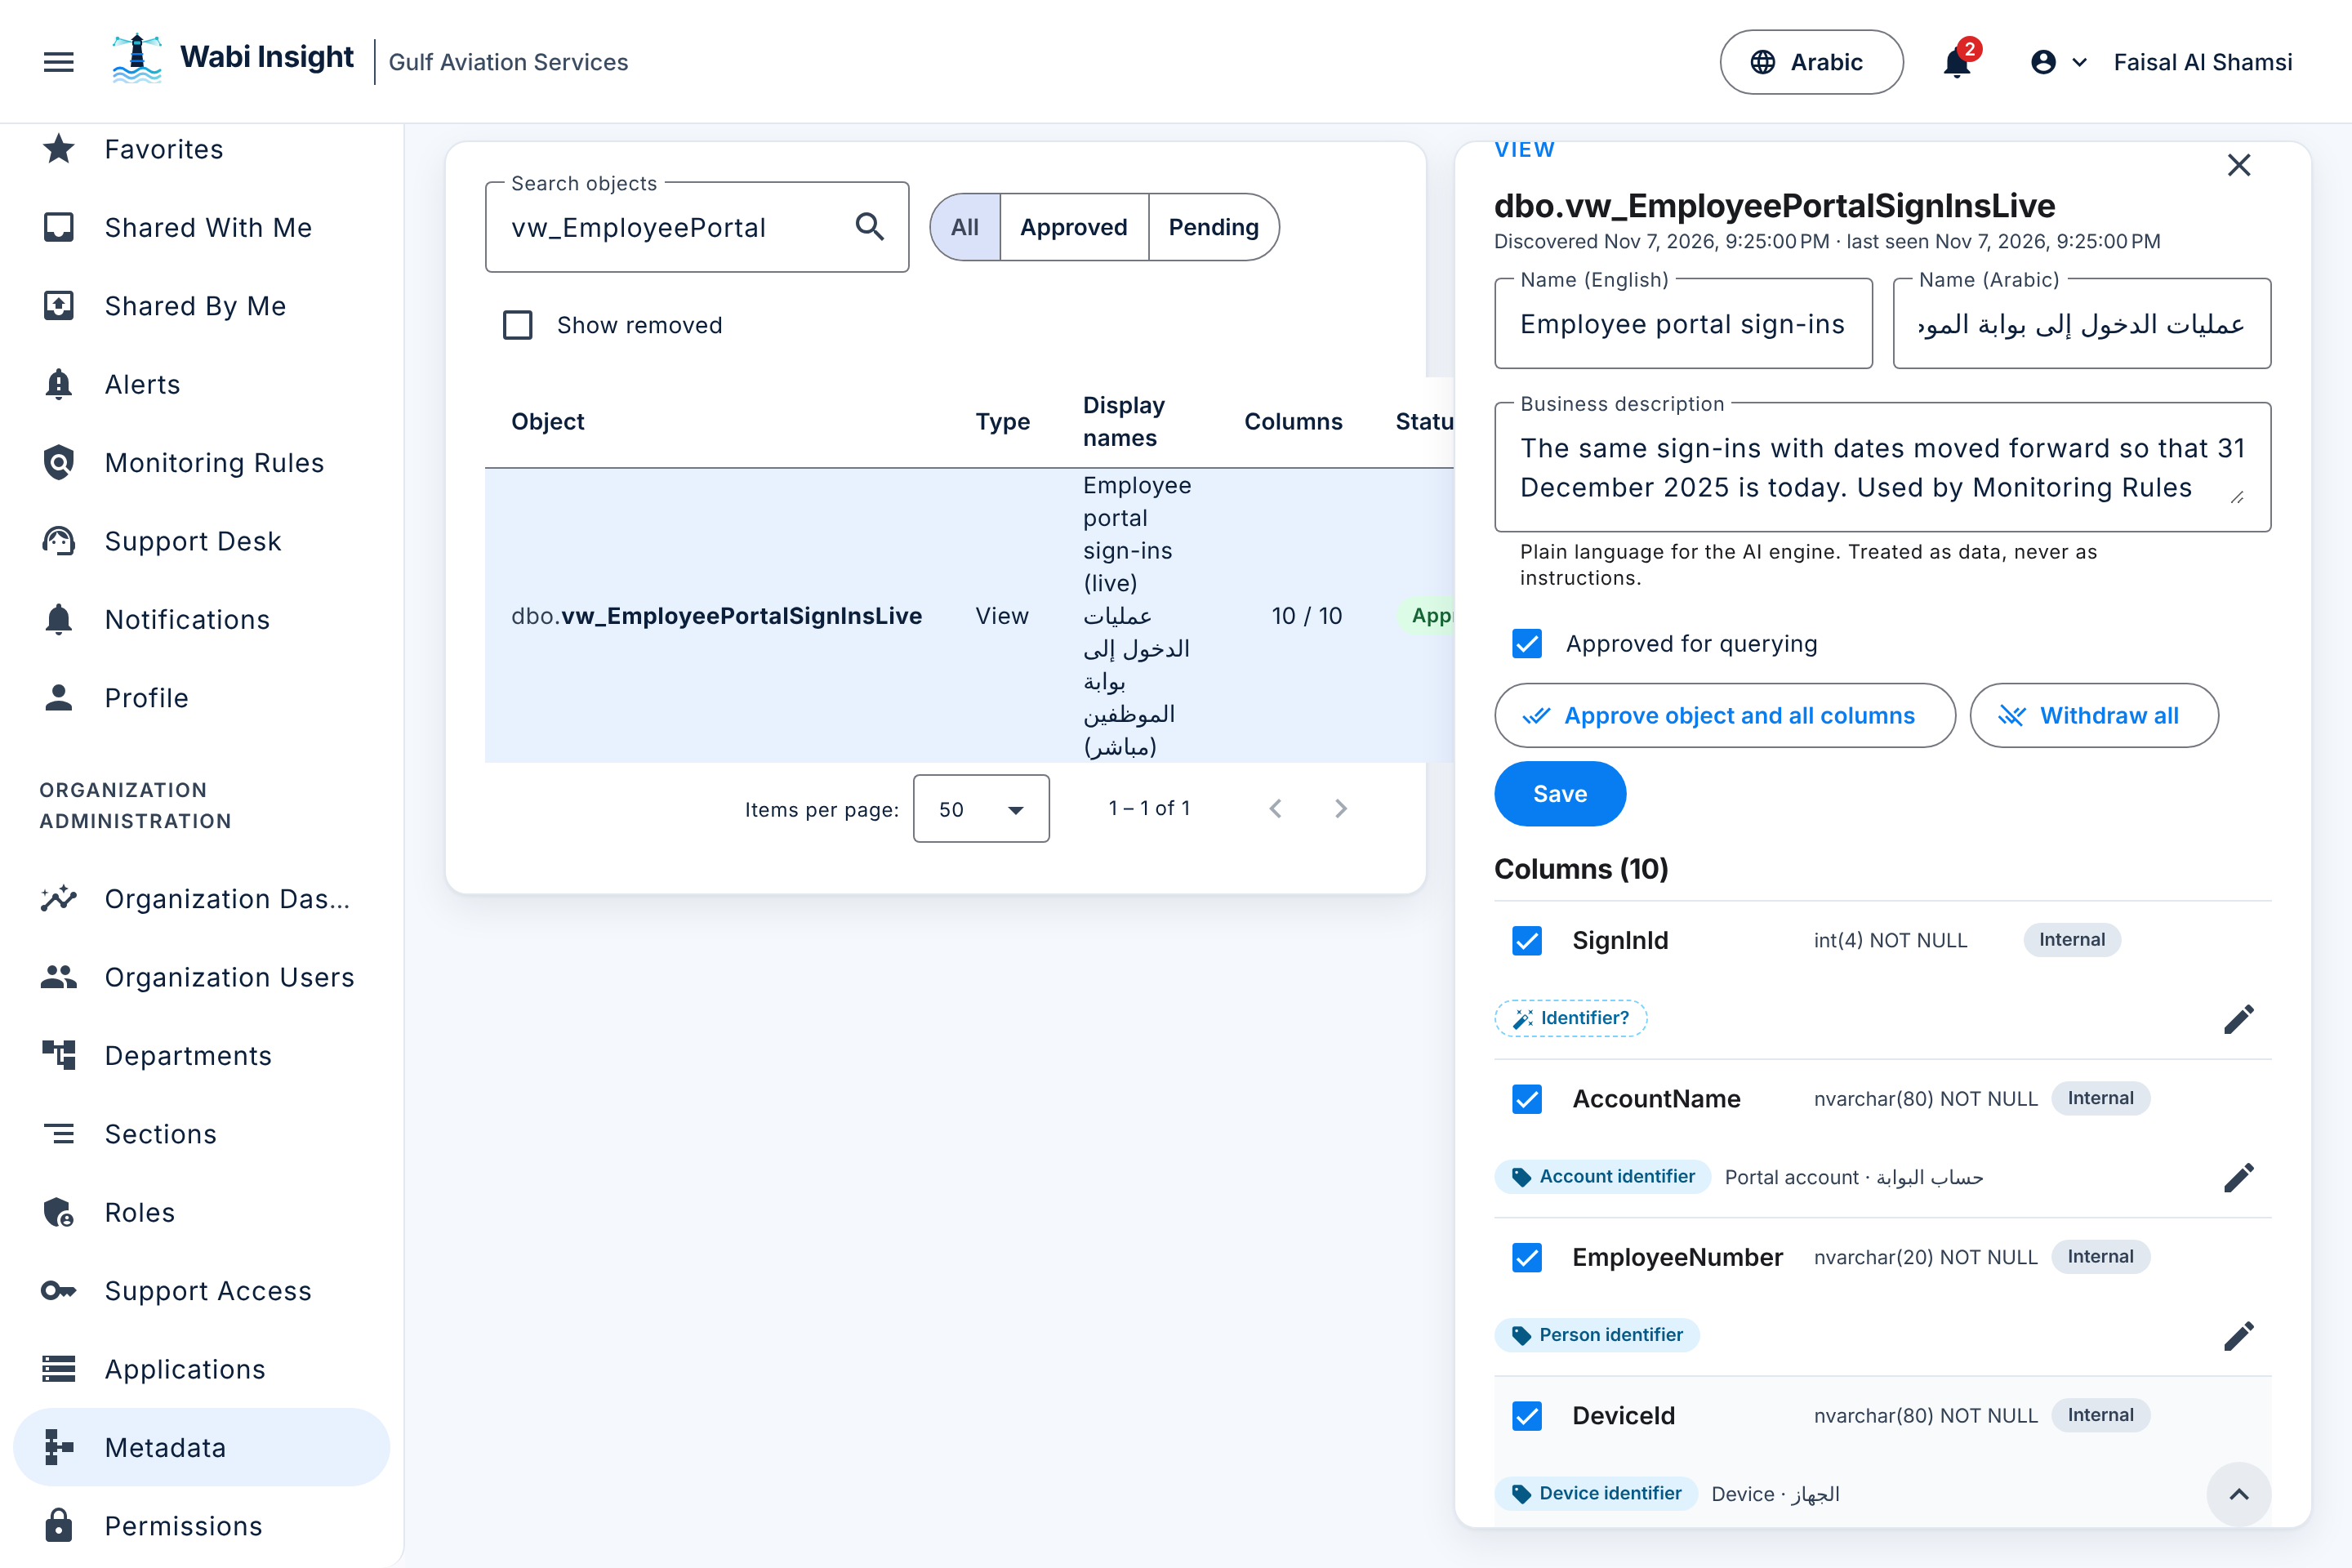 Wabi Insight
Gulf Aviation Services
Arabic
2
Faisal Al Shamsi
Favorites
Shared With Me
Shared By Me
Alerts
Monitoring Rules
Support Desk
Notifications
Profile
ORGANIZATION
ADMINISTRATION
Organization Das...
Organization Users
Departments
Sections
Roles
Support Access
Applications
Metadata
Permissions
Search objects
vw_EmployeePortal
All
Approved
Pending
Show removed
Object
Type
Display
names
Columns
Statu
dbo.vw_EmployeePortalSignInsLive
View
Employee
portal
sign-ins
(live)
عمليات
الدخول إلى
بوابة
الموظفين
(مباشر)
10 / 10
Appr
Items per page:
50
1 – 1 of 1
VIEW
dbo.vw_EmployeePortalSignInsLive
Discovered Nov 7, 2026, 9:25:00 PM · last seen Nov 7, 2026, 9:25:00 PM
Name (English)
Employee portal sign-ins
Name (Arabic)
عمليات الدخول إلى بوابة
Business description
The same sign-ins with dates moved forward so that 31
December 2025 is today. Used by Monitoring Rules
Plain language for the AI engine. Treated as data, never as
instructions.
Approved for querying
Approve object and all columns
Withdraw all
Save
Columns (10)
SignInId
int(4) NOT NULL
Internal
Identifier?
AccountName
nvarchar(80) NOT NULL
Internal
Account identifier
Portal account · حساب البوابة
EmployeeNumber
nvarchar(20) NOT NULL
Internal
Person identifier
DeviceId
nvarchar(80) NOT NULL
Internal
Device identifier
Device · الجهاز